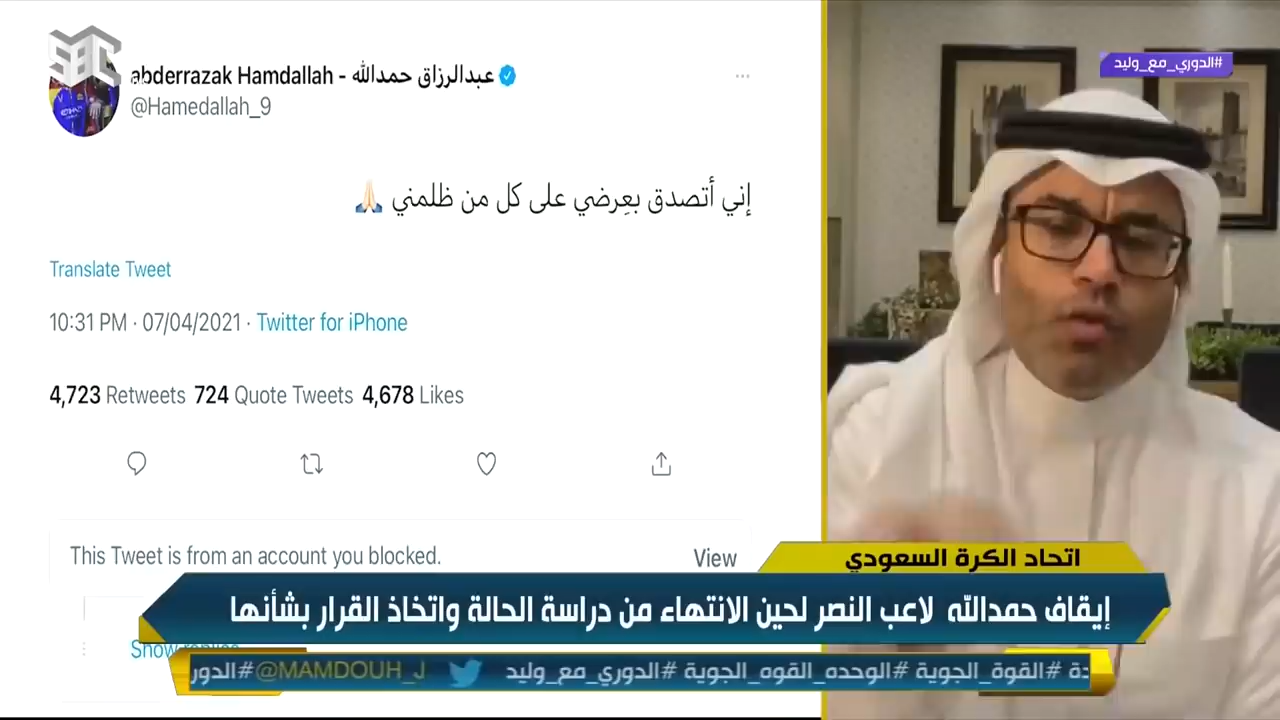 SBC
abderrazak Hamdallah - عبدالرزاق حمدالله
@Hamedallah_9
#الدوري_مع_وليد
إني أتصدق بعِرضي على كل من ظلمني 🙏🏻
Translate Tweet
10:31 PM · 07/04/2021 · Twitter for iPhone
4,723 Retweets 724 Quote Tweets 4,678 Likes
This Tweet is from an account you blocked.
View
Show replies
اتحاد الكرة السعودي
إيقاف حمدالله لاعب النصر لحين الانتهاء من دراسة الحالة واتخاذ القرار بشأنها
#القوة_الجوية #الوحده_القوه_الجوية #الدوري_مع_وليد @MAMDOUH_J